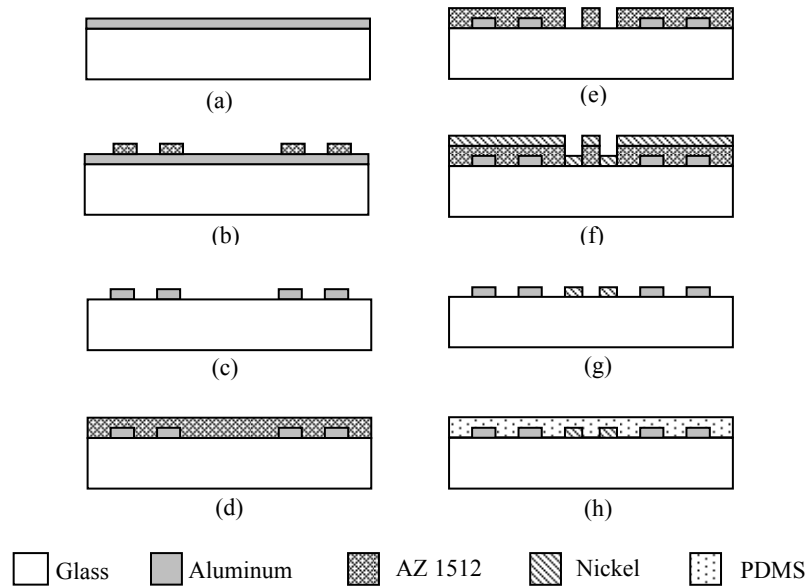 (a)
(e)
(b)
(f)
(c)
(g)
(d)
(h)
Glass Aluminum AZ 1512 Nickel PDMS